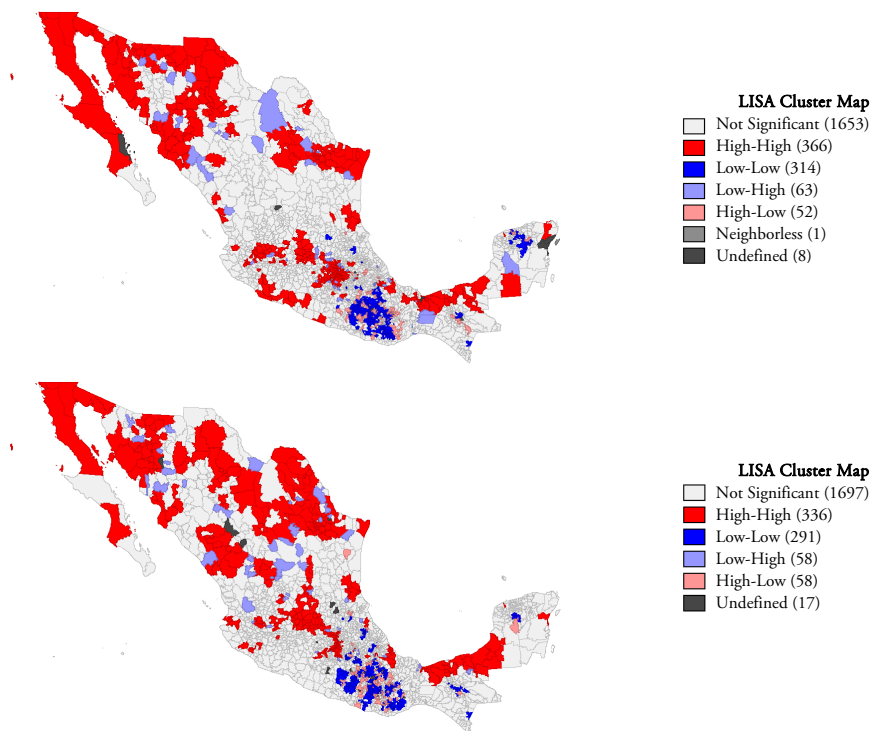 LISA Cluster Map
Not Significant (1653)
High-High (366)
Low-Low (314)
Low-High (63)
High-Low (52)
Neighborless (1)
Undefined (8)
LISA Cluster Map
Not Significant (1697)
High-High (336)
Low-Low (291)
Low-High (58)
High-Low (58)
Undefined (17)